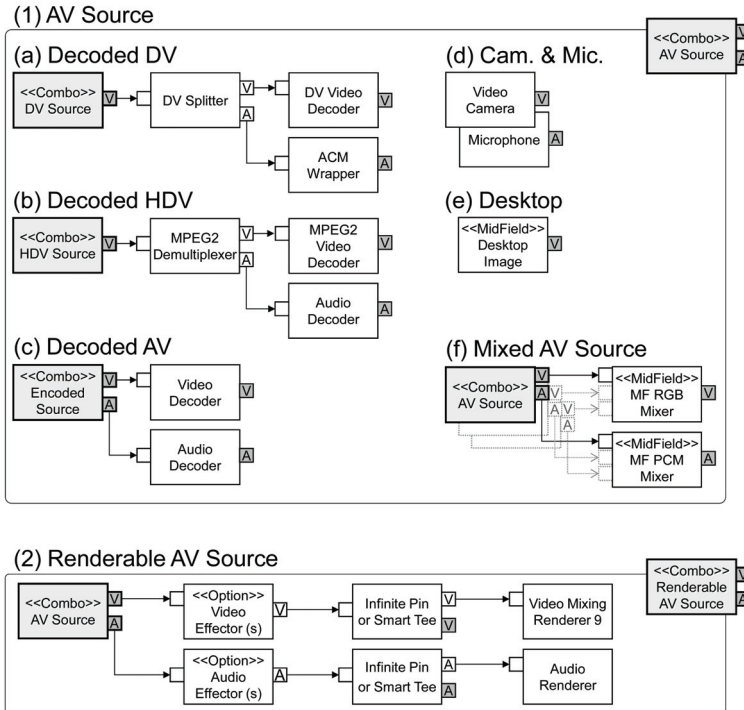 (1) AV Source
<<Combo>>
AV Source
V
A
(a) Decoded DV
<<Combo>>
DV Source
V
DV Splitter
V
A
DV Video
Decoder
V
ACM
Wrapper
A
(b) Decoded HDV
<<Combo>>
HDV Source
V
MPEG2
Demultiplexer
V
A
MPEG2
Video
Decoder
V
Audio
Decoder
A
(c) Decoded AV
<<Combo>>
Encoded
Source
V
A
Video
Decoder
V
Audio
Decoder
A
(d) Cam. & Mic.
Video
Camera
V
Microphone
A
(e) Desktop
<<MidField>>
Desktop
Image
V
(f) Mixed AV Source
<<Combo>>
AV Source
V
A
V
A
V
A
<<MidField>>
MF RGB
Mixer
V
<<MidField>>
MF PCM
Mixer
A
(2) Renderable AV Source
<<Combo>>
Renderable
AV Source
V
A
<<Combo>>
AV Source
V
A
<<Option>>
Video
Effector (s)
V
Infinite Pin
or Smart Tee
V
V
Video Mixing
Renderer 9
<<Option>>
Audio
Effector (s)
A
Infinite Pin
or Smart Tee
A
A
Audio
Renderer